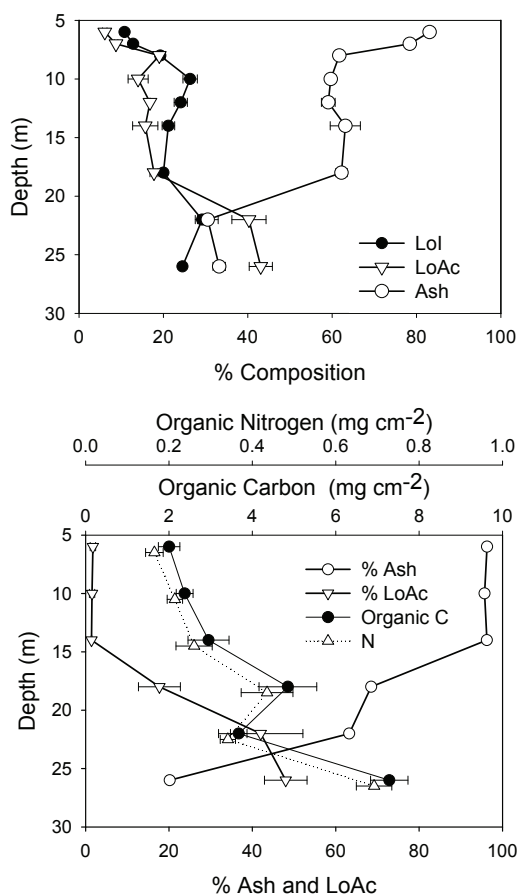 5
10
15
20
25
30
Depth (m)
LoI
LoAc
Ash
0 20 40 60 80 100
% Composition
Organic Nitrogen (mg cm-2)
0.0 0.2 0.4 0.6 0.8 1.0
Organic Carbon (mg cm-2)
0 2 4 6 8 10
5
10
15
20
25
30
Depth (m)
% Ash
% LoAc
Organic C
N
0 20 40 60 80 100
% Ash and LoAc